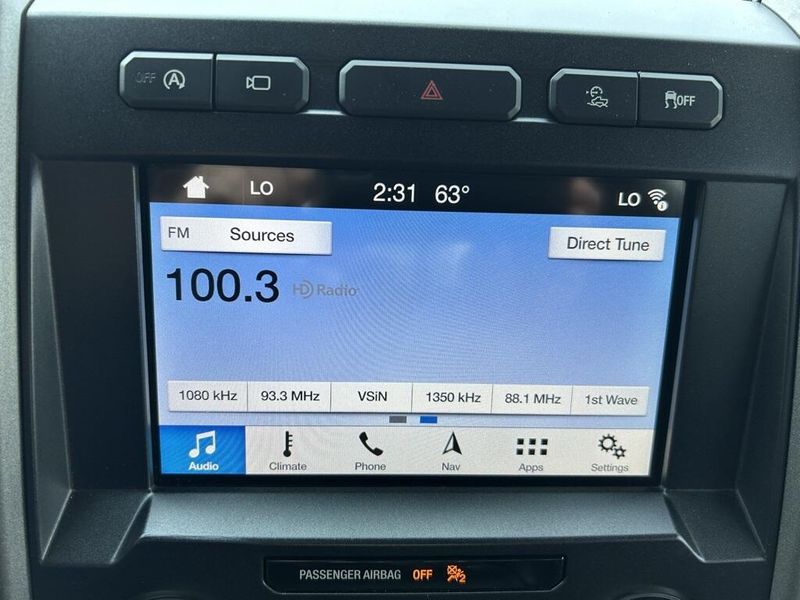 OFF A OFF
LO 2:31 63° LO
FM Sources Direct Tune
100.3 HD Radio
1080 kHz 93.3 MHz VSiN 1350 kHz 88.1 MHz 1st Wave
Audio Climate Phone Nav Apps Settings
PASSENGER AIRBAG OFF 2